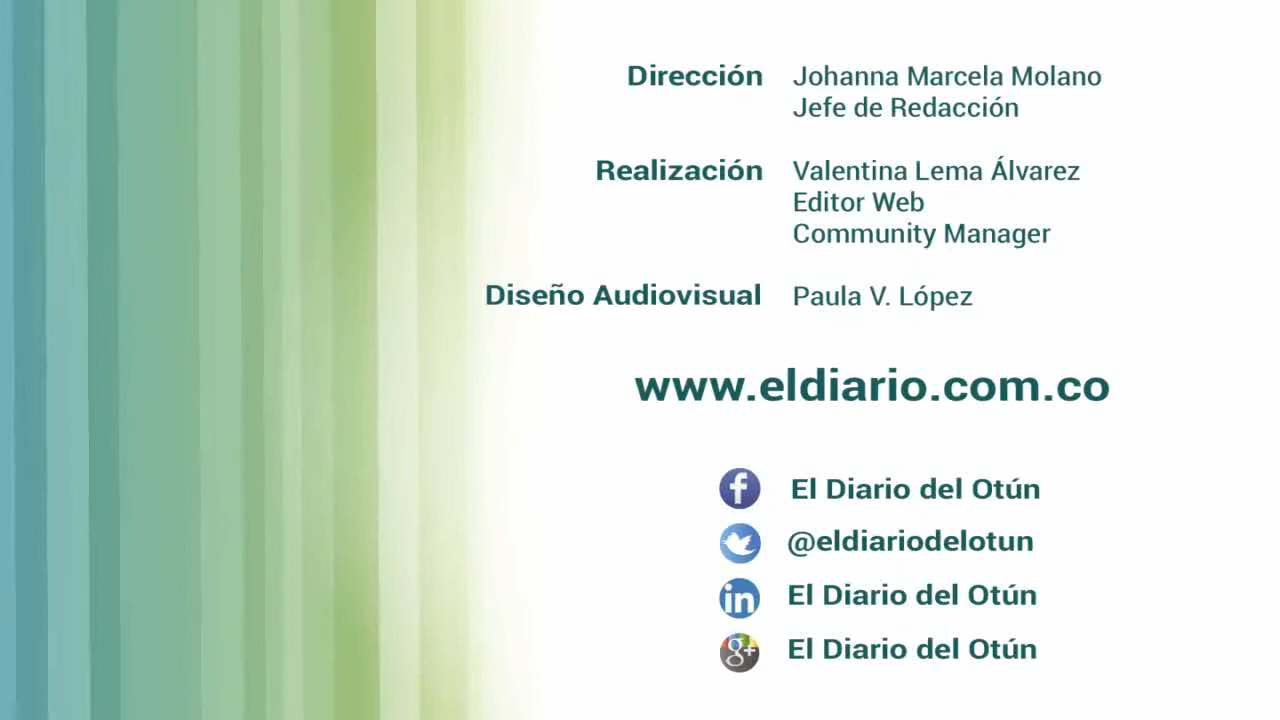 Dirección Johanna Marcela Molano
Jefe de Redacción
Realización Valentina Lema Álvarez
Editor Web
Community Manager
Diseño Audiovisual Paula V. López
www.eldiario.com.co
f El Diario del Otún
@eldiariodelotun
in El Diario del Otún
g+ El Diario del Otún